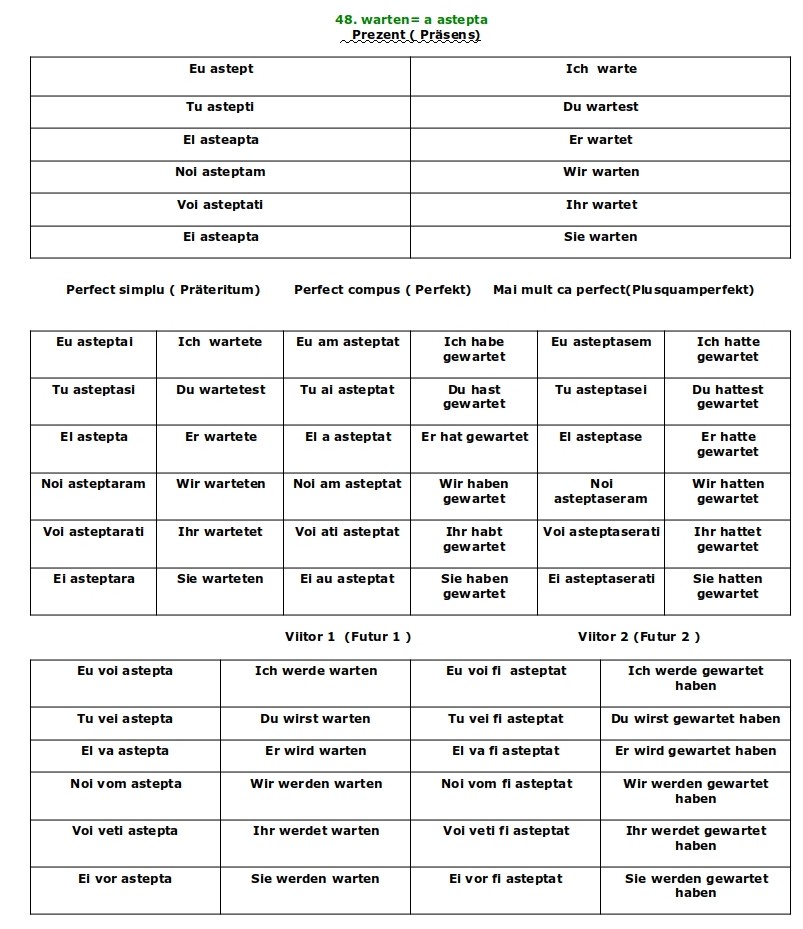 48. warten= a astepta
Prezent ( Präsens)
Eu astept Ich warte
Tu astepti Du wartest
El asteapta Er wartet
Noi asteptam Wir warten
Voi asteptati Ihr wartet
Ei asteapta Sie warten
Perfect simplu ( Präteritum) Perfect compus ( Perfekt) Mai mult ca perfect(Plusquamperfekt)
Eu asteptai Ich wartete Eu am asteptat Ich habe Eu asteptasem Ich hatte
gewartet gewartet
Tu asteptasi Du wartetest Tu ai asteptat Du hast Tu asteptasei Du hattest
gewartet gewartet
El astepta Er wartete El a asteptat Er hat gewartet El asteptase Er hatte
gewartet
Noi asteptaram Wir warteten Noi am asteptat Wir haben Noi Wir hatten
gewartet asteptaseram gewartet
Voi asteptarati Ihr wartetet Voi ati asteptat Ihr habt Voi asteptaserati Ihr hattet
gewartet gewartet
Ei asteptara Sie warteten Ei au asteptat Sie haben Ei asteptaserati Sie hatten
gewartet gewartet
Viitor 1 (Futur 1 ) Viitor 2 (Futur 2 )
Eu voi astepta Ich werde warten Eu voi fi asteptat Ich werde gewartet
haben
Tu vei astepta Du wirst warten Tu vei fi asteptat Du wirst gewartet haben
El va astepta Er wird warten El va fi asteptat Er wird gewartet haben
Noi vom astepta Wir werden warten Noi vom fi asteptat Wir werden gewartet
haben
Voi veti astepta Ihr werdet warten Voi veti fi asteptat Ihr werdet gewartet
haben
Ei vor astepta Sie werden warten Ei vor fi asteptat Sie werden gewartet
haben